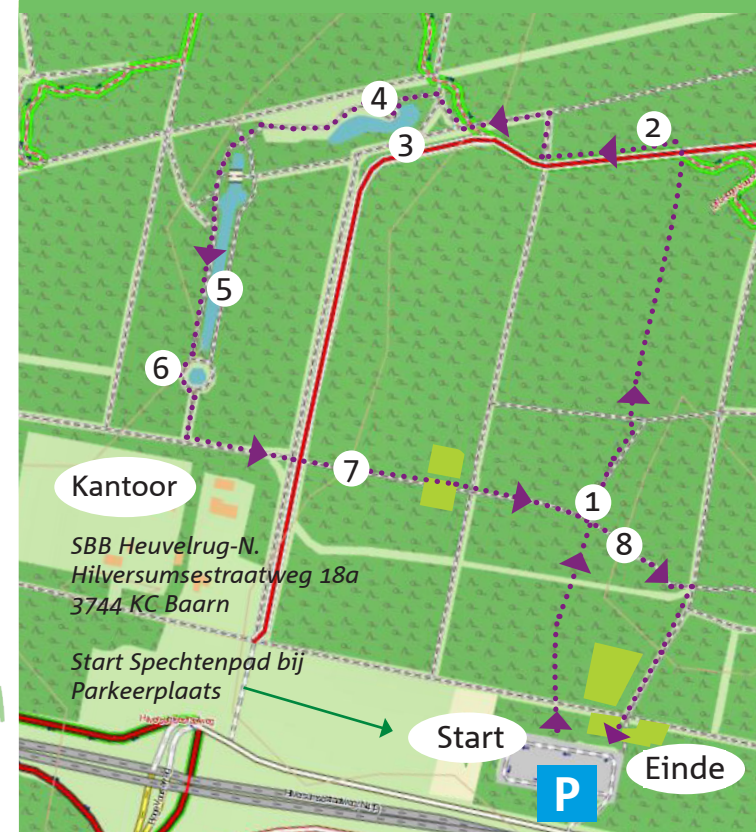 4
2
3
5
6
7
Kantoor
1
8
SBB Heuvelrug-N.
Hilversumsestraatweg 18a
3744 KC Baarn
Start Spechtenpad bij
Parkeerplaats
Start
Einde
P